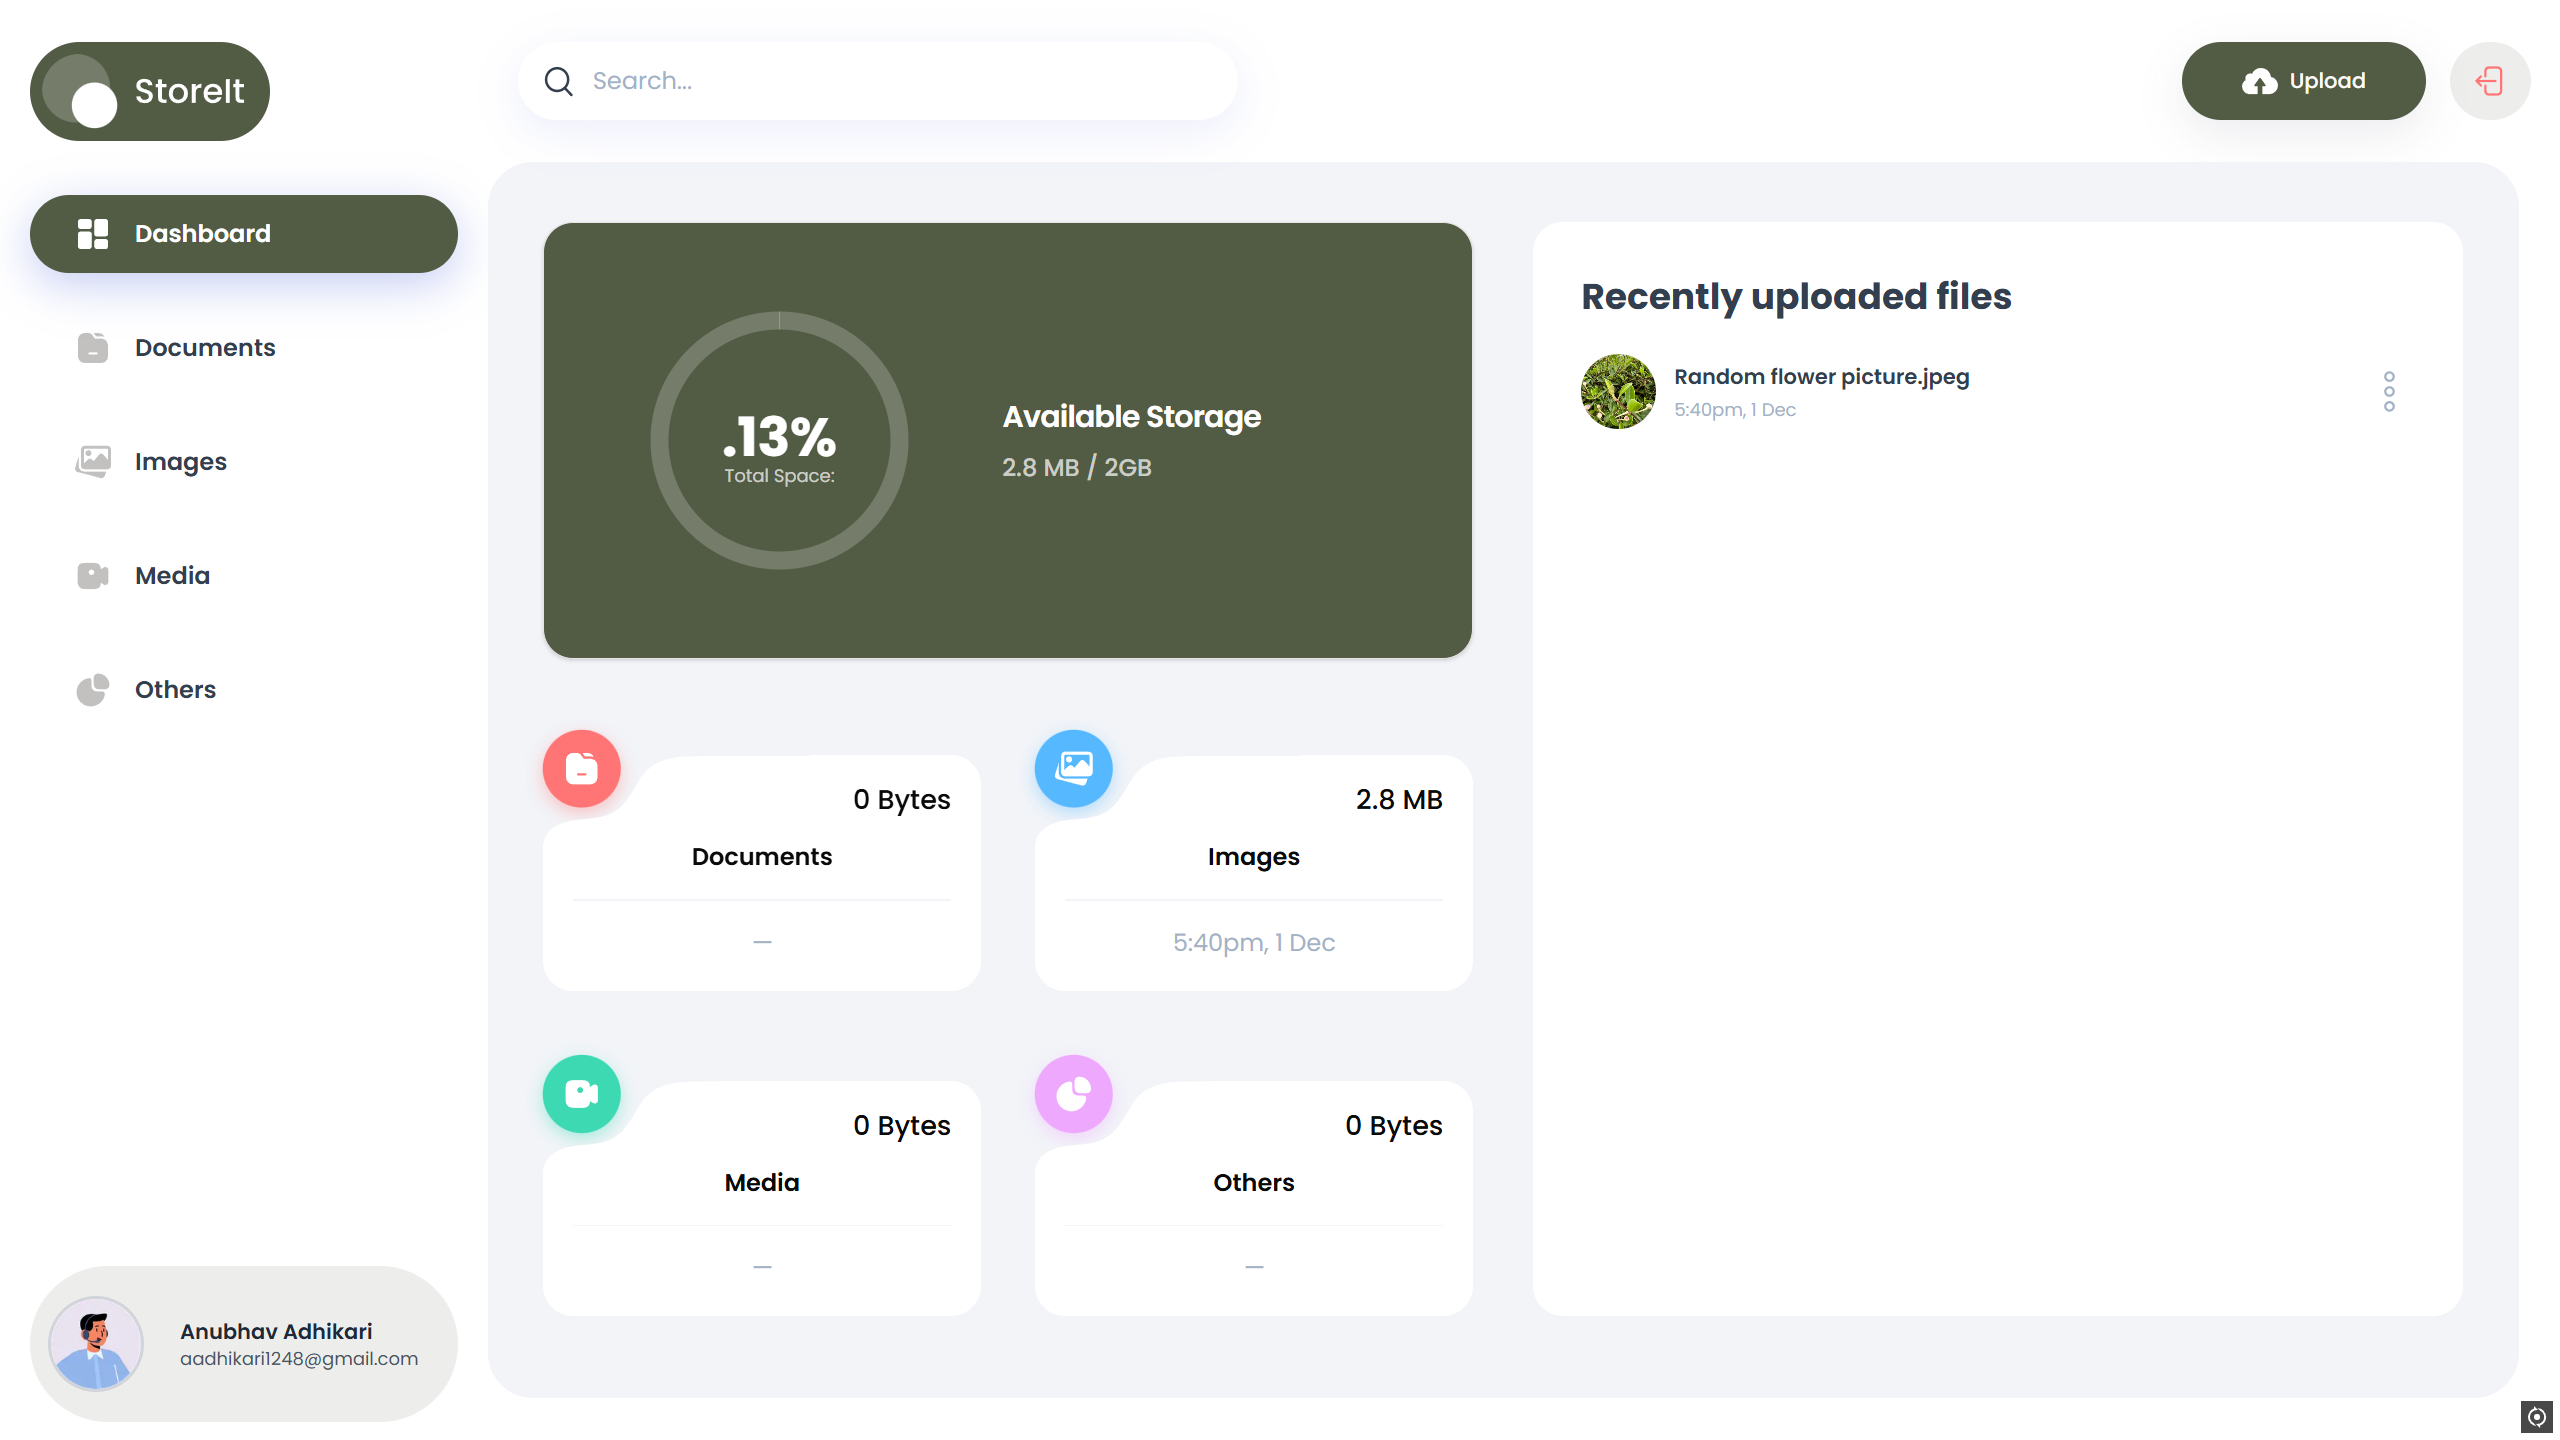 StoreIt
Search...
Upload
Dashboard
Documents
Images
Media
Others
.13%
Total Space:
Available Storage
2.8 MB / 2GB
Recently uploaded files
Random flower picture.jpeg
5:40pm, 1 Dec
0 Bytes
Documents
—
2.8 MB
Images
5:40pm, 1 Dec
0 Bytes
Media
—
0 Bytes
Others
—
Anubhav Adhikari
aadhikari1248@gmail.com